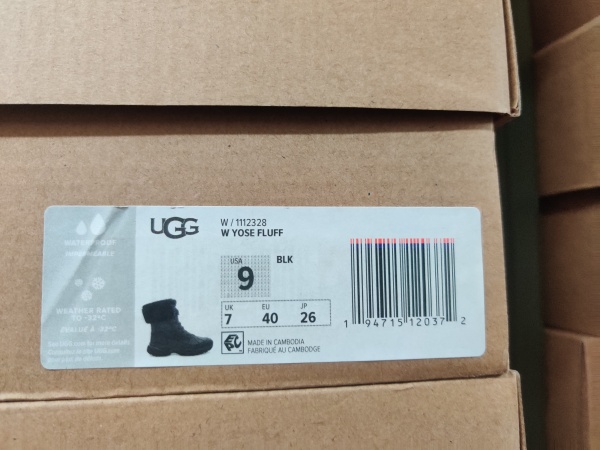 WATERPROOF
IMPERMÉABLE
WEATHER RATED
TO -32°C
ÉVALUÉ À -32°C
UGG
W / 1112328
W YOSE FLUFF
USA
9
BLK
UK EU JP
7 40 26
MADE IN CAMBODIA
FABRIQUÉ AU CAMBODGE
1 94715 12037 2